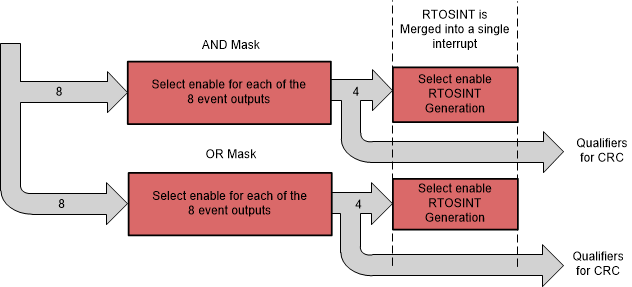 RTOSINT is
Merged into a single
interrupt
AND Mask
8
Select enable for each of the
8 event outputs
4
Select enable
RTOSINT
Generation
Qualifiers
for CRC
OR Mask
8
Select enable for each of the
8 event outputs
4
Select enable
RTOSINT
Generation
Qualifiers
for CRC